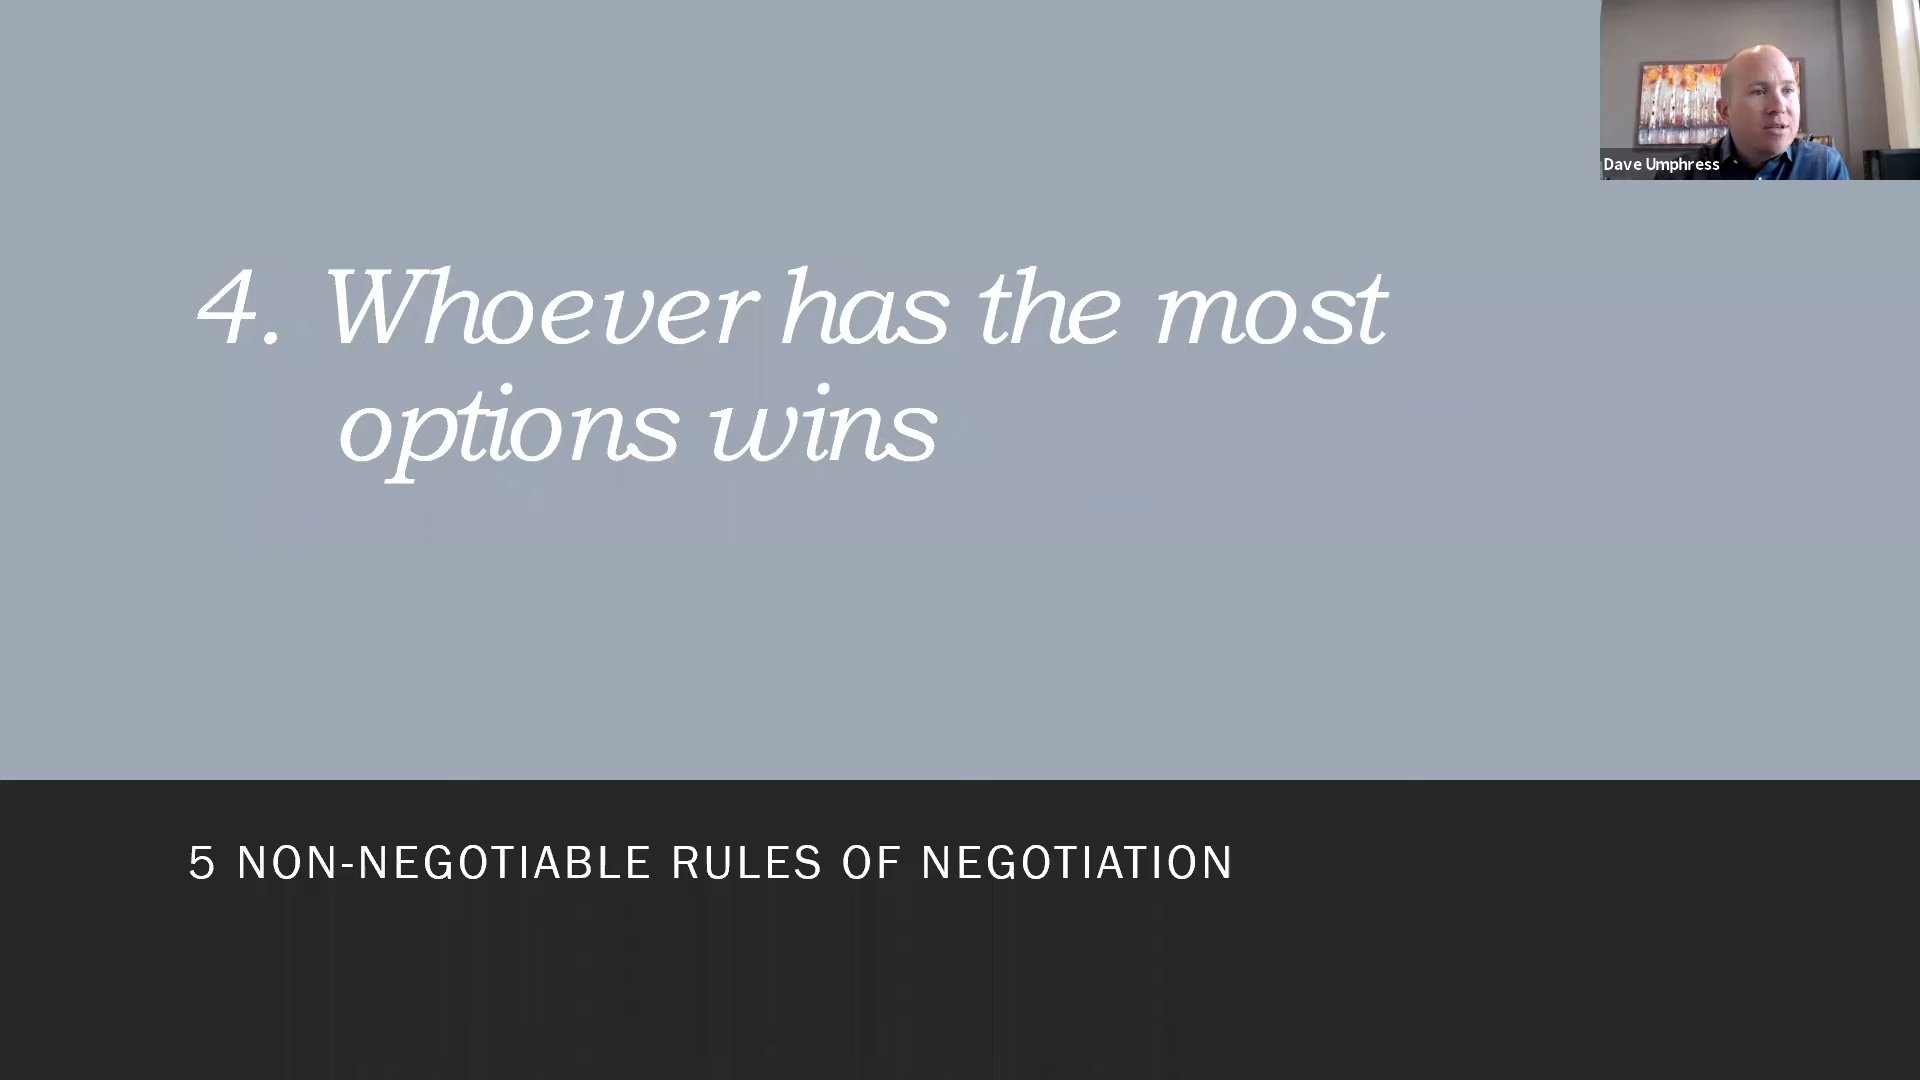 Dave Umphress
4. Whoever has the most
options wins
5 NON-NEGOTIABLE RULES OF NEGOTIATION